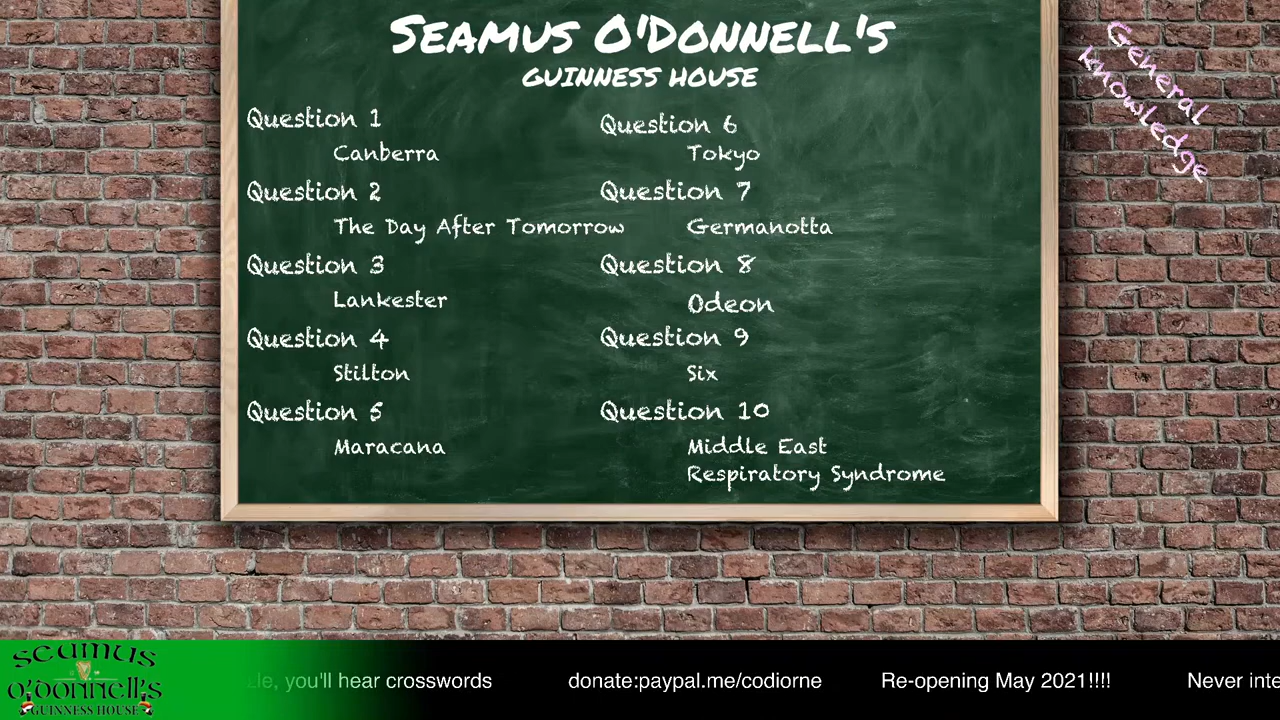 Seamus O'Donnell's
Guinness House
General
knowledge
Question 1
Canberra
Question 2
The Day After Tomorrow
Question 3
Lankester
Question 4
Stilton
Question 5
Maracana
Question 6
Tokyo
Question 7
Germanotta
Question 8
Odeon
Question 9
Six
Question 10
Middle East
Respiratory Syndrome
seamus
o'donnell's
GUINNESS HOUSE
you'll hear crosswords donate:paypal.me/codiorne Re-opening May 2021!!!! Never